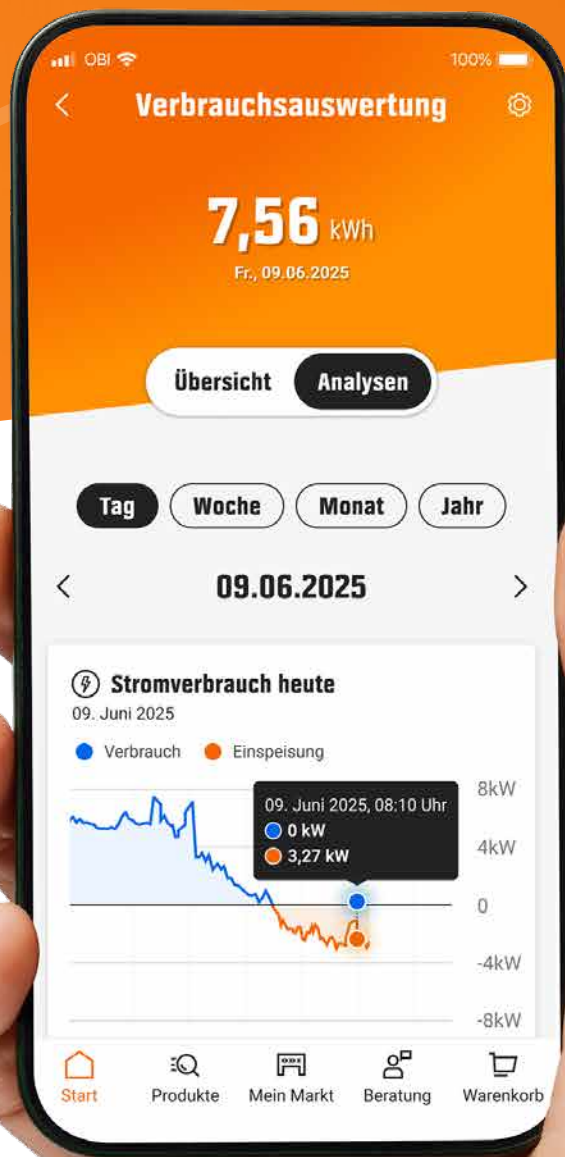 OBI
100%
Verbrauchsauswertung
7,56 kWh
Fr., 09.06.2025
Übersicht Analysen
Tag Woche Monat Jahr
09.06.2025
Stromverbrauch heute
09. Juni 2025
Verbrauch Einspeisung
8kW
09. Juni 2025, 08:10 Uhr
0 kW
3,27 kW
4kW
0
-4kW
-8kW
OBI
Start Produkte Mein Markt Beratung Warenkorb